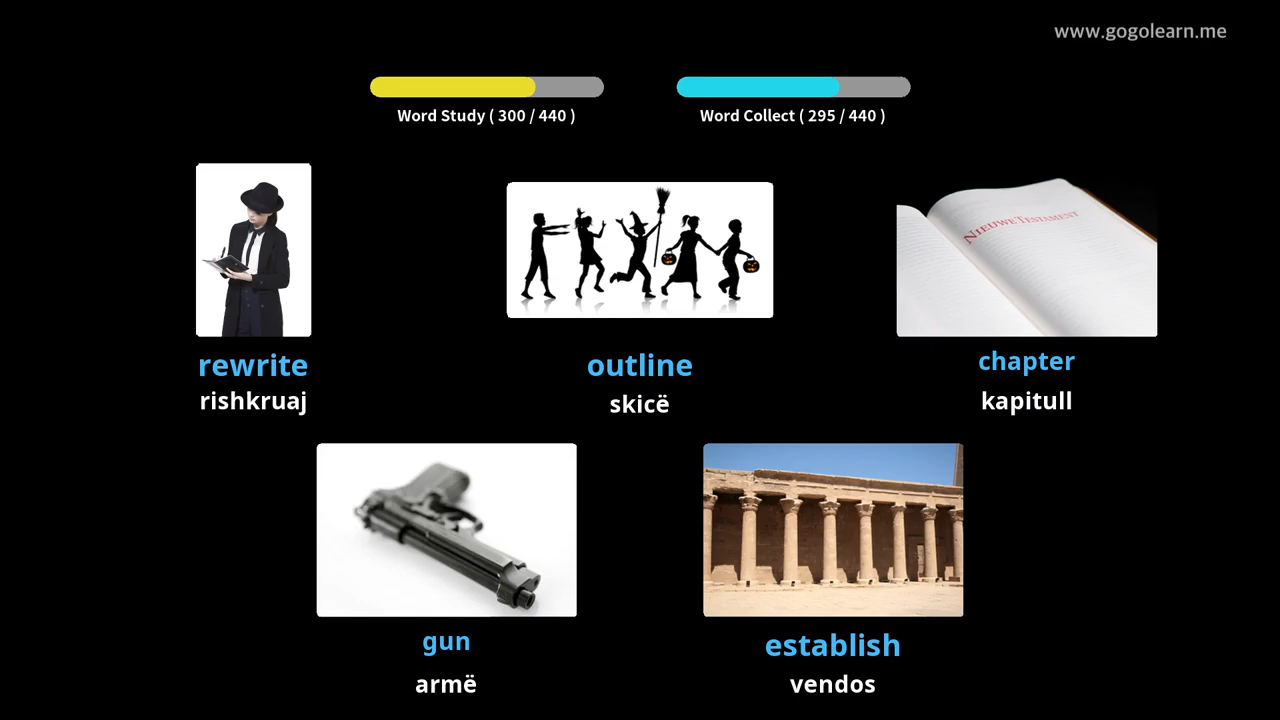 www.gogolearn.me
Word Study ( 300 / 440 )
Word Collect ( 295 / 440 )
NIEUWE TESTAMENT
rewrite
rishkruaj
outline
skicë
chapter
kapitull
gun
armë
establish
vendos